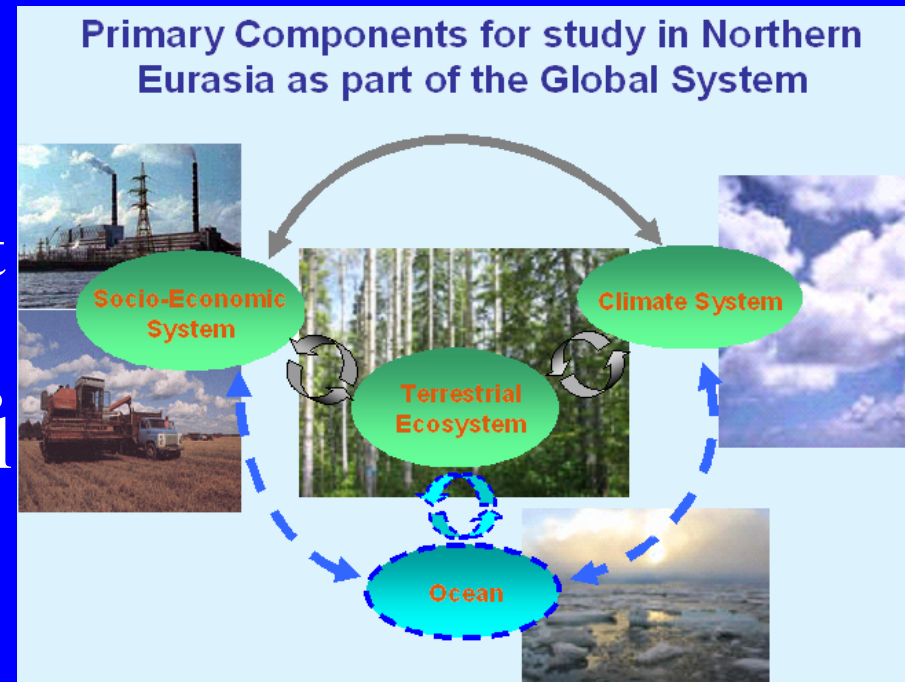 Primary Components for study in Northern
Eurasia as part of the Global System
Socio-Economic
System
Climate System
Terrestrial
Ecosystem
Ocean